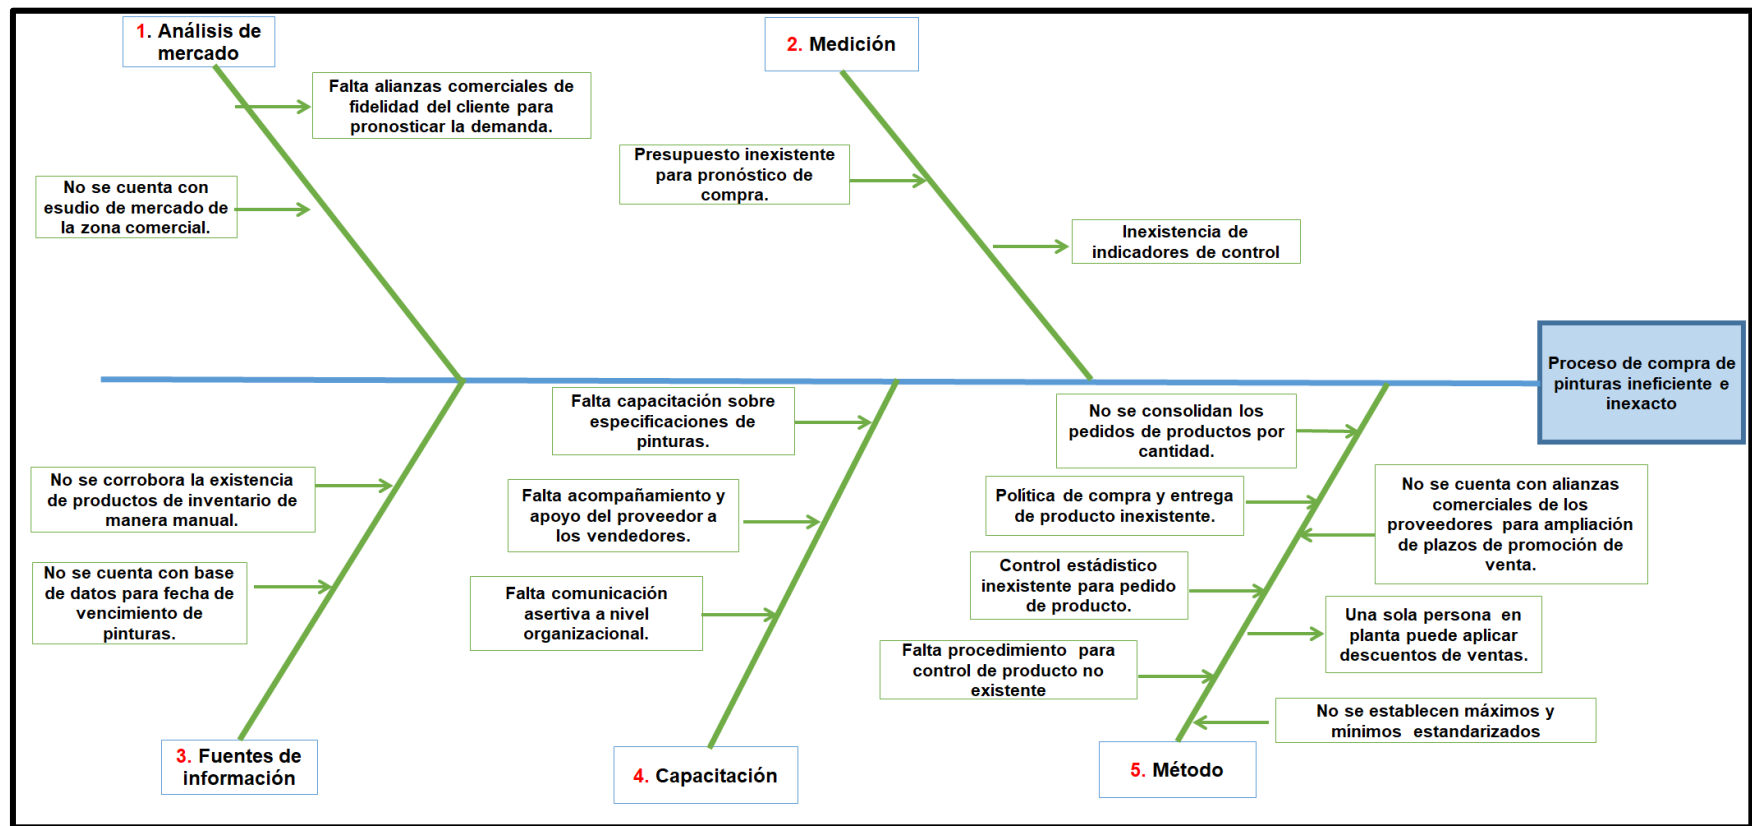 1. Análisis de
mercado
Falta alianzas comerciales de
fidelidad del cliente para
pronosticar la demanda.
No se cuenta con
esudio de mercado de
la zona comercial.
2. Medición
Presupuesto inexistente
para pronóstico de
compra.
Inexistencia de
indicadores de control
Proceso de compra de
pinturas ineficiente e
inexacto
No se corrobora la existencia
de productos de inventario de
manera manual.
No se cuenta con base
de datos para fecha de
vencimiento de
pinturas.
3. Fuentes de
información
Falta capacitación sobre
especificaciones de
pinturas.
Falta acompañamiento y
apoyo del proveedor a
los vendedores.
Falta comunicación
asertiva a nivel
organizacional.
4. Capacitación
No se consolidan los
pedidos de productos por
cantidad.
Política de compra y entrega
de producto inexistente.
No se cuenta con alianzas
comerciales de los
proveedores para ampliación
de plazos de promoción de
venta.
Control estádistico
inexistente para pedido
de producto.
Una sola persona en
planta puede aplicar
descuentos de ventas.
Falta procedimiento para
control de producto no
existente
No se establecen máximos y
mínimos estandarizados
5. Método